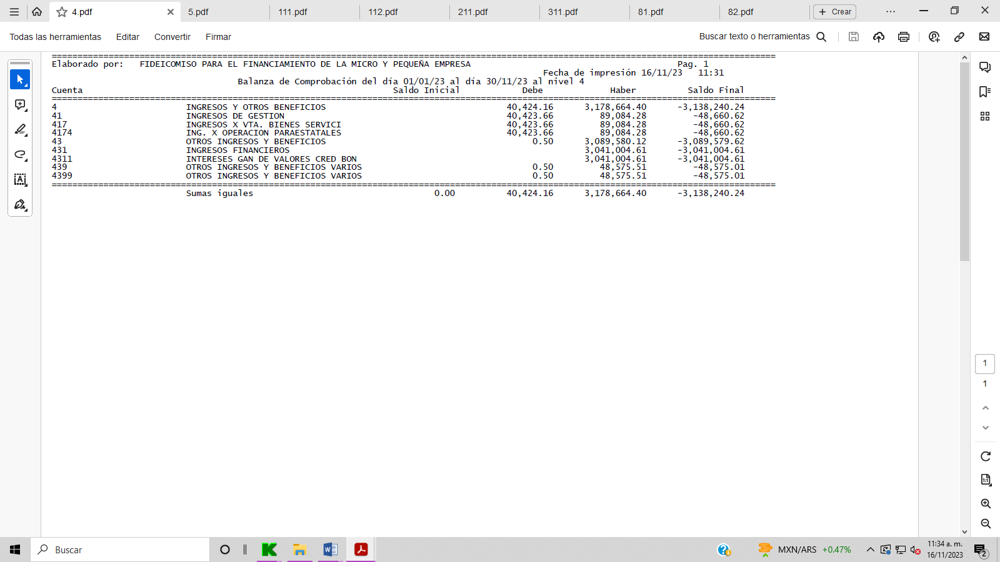 4.pdf 5.pdf 111.pdf 112.pdf 211.pdf 311.pdf 81.pdf 82.pdf + Crear
Todas las herramientas Editar Convertir Firmar Buscar texto o herramientas
Elaborado por: FIDEICOMISO PARA EL FINANCIAMIENTO DE LA MICRO Y PEQUEÑA EMPRESA Pag. 1
Fecha de impresión 16/11/23 11:31
Balanza de Comprobación del día 01/01/23 al día 30/11/23 al nivel 4
Cuenta Saldo Inicial Debe Haber Saldo Final
4 INGRESOS Y OTROS BENEFICIOS 40,424.16 3,178,664.40 -3,138,240.24
41 INGRESOS DE GESTION 40,423.66 89,084.28 -48,660.62
417 INGRESOS X VTA. BIENES SERVICI 40,423.66 89,084.28 -48,660.62
4174 ING. X OPERACION PARAESTATALES 40,423.66 89,084.28 -48,660.62
43 OTROS INGRESOS Y BENEFICIOS 0.50 3,089,580.12 -3,089,579.62
431 INGRESOS FINANCIEROS 3,041,004.61 -3,041,004.61
4311 INTERESES GAN DE VALORES CRED BON 3,041,004.61 -3,041,004.61
439 OTROS INGRESOS Y BENEFICIOS VARIOS 0.50 48,575.51 -48,575.01
4399 OTROS INGRESOS Y BENEFICIOS VARIOS 0.50 48,575.51 -48,575.01
Sumas iguales 0.00 40,424.16 3,178,664.40 -3,138,240.24
1
1
Buscar MXN/ARS +0.47% 11:34 a. m.
16/11/2023 2